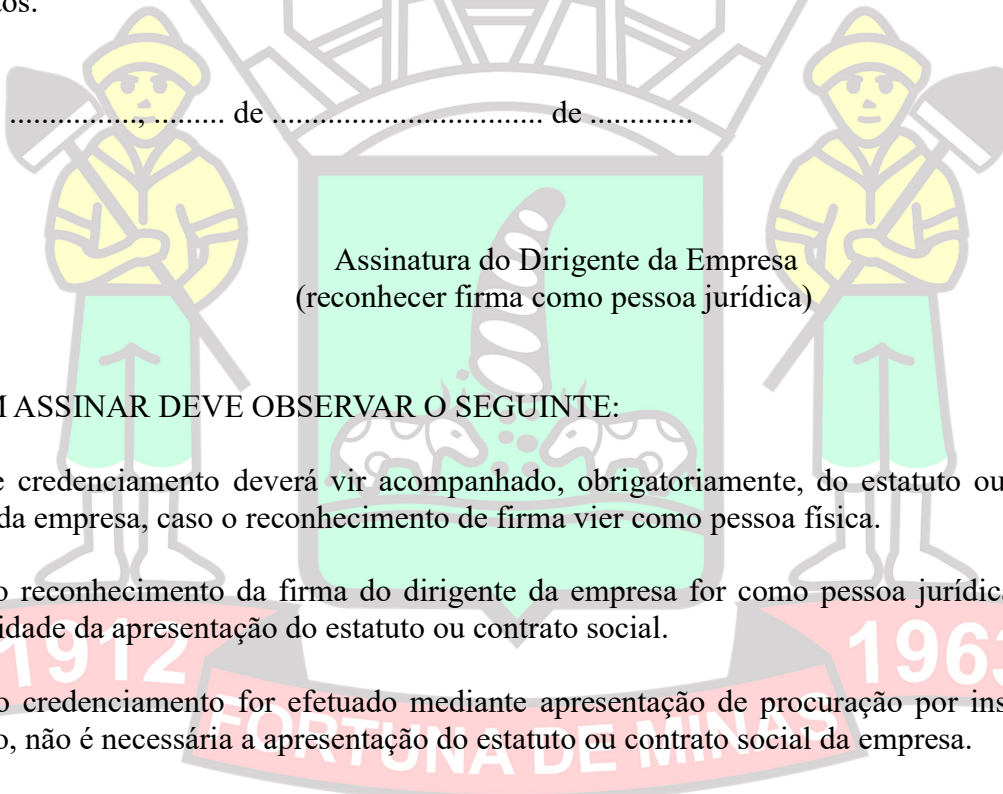 tos.
................, ......... de .................................. de .............
Assinatura do Dirigente da Empresa
(reconhecer firma como pessoa jurídica)
M ASSINAR DEVE OBSERVAR O SEGUINTE:
e credenciamento deverá vir acompanhado, obrigatoriamente, do estatuto ou
da empresa, caso o reconhecimento de firma vier como pessoa física.
o reconhecimento da firma do dirigente da empresa for como pessoa jurídica
idade da apresentação do estatuto ou contrato social.
1912 1963
o credenciamento for efetuado mediante apresentação de procuração por ins
o, não é necessária a apresentação do estatuto ou contrato social da empresa.
FORTUNA DE MINAS